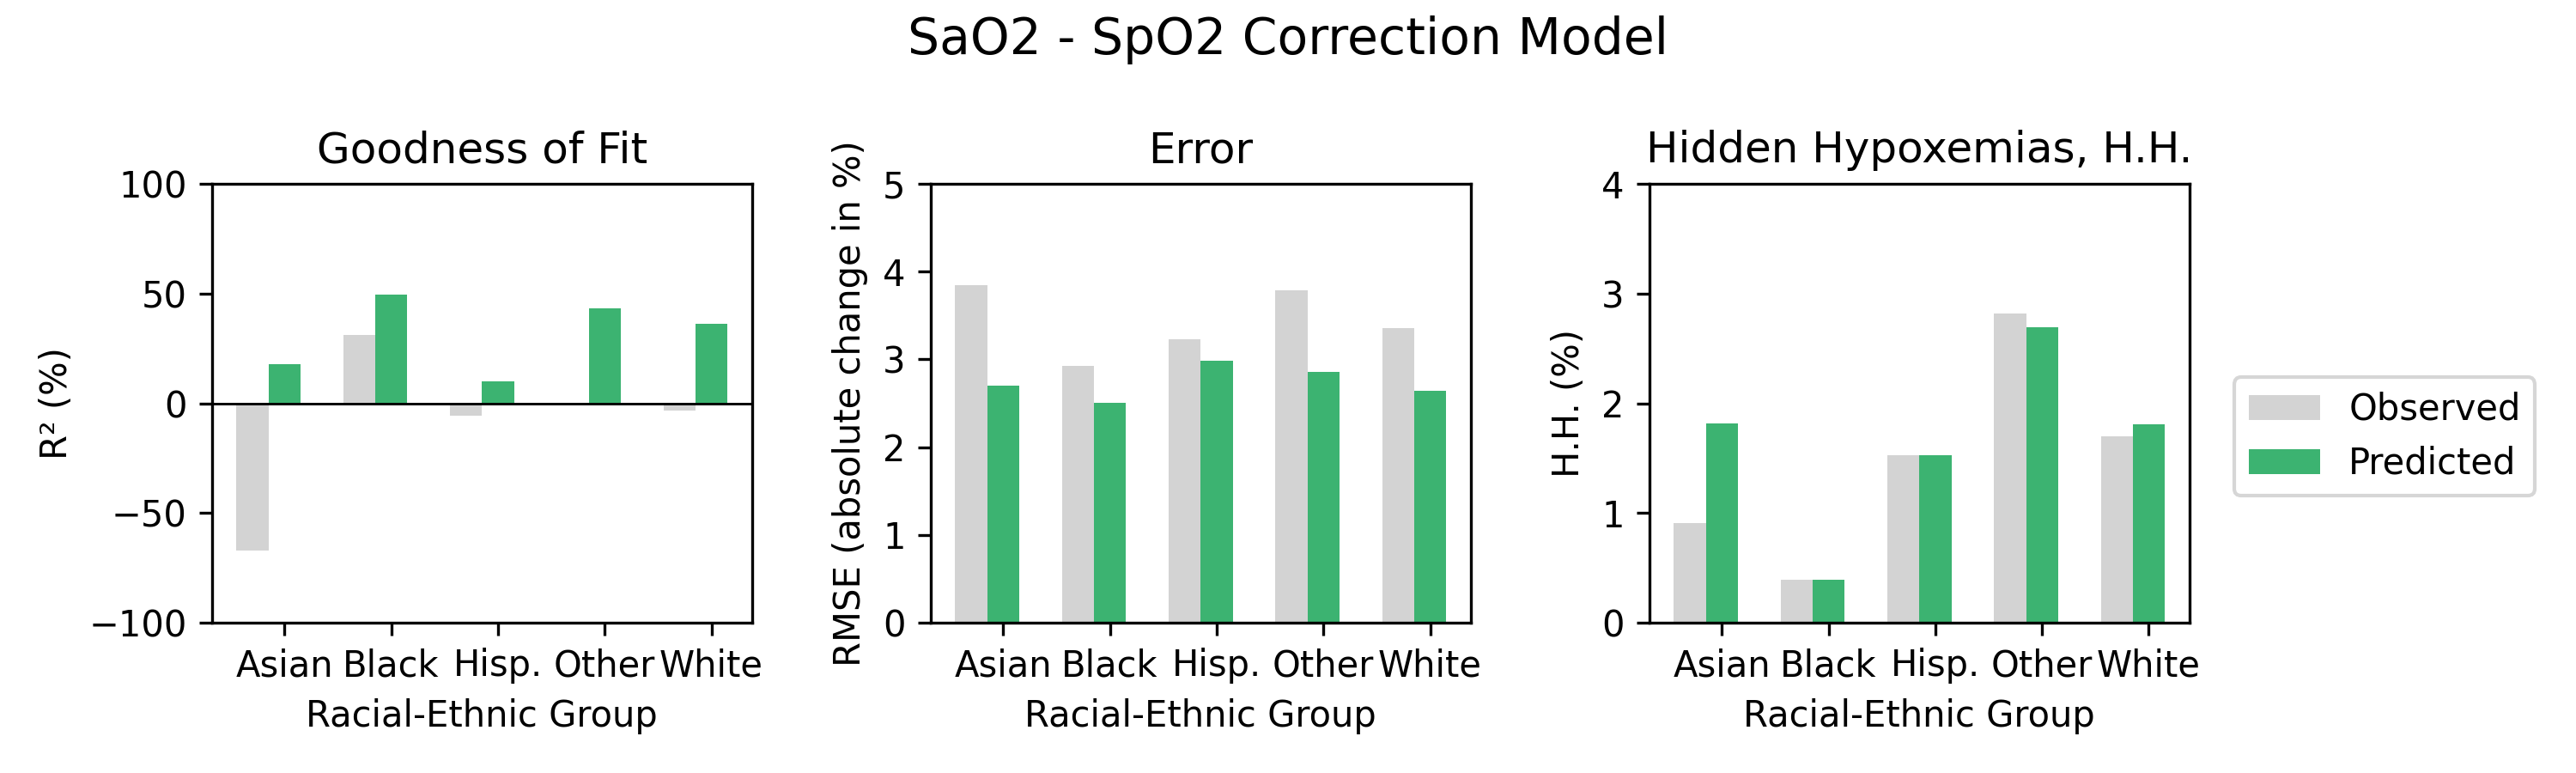 SaO2 - SpO2 Correction Model
Goodness of Fit
R² (%)
100
50
0
−50
−100
Asian Black Hisp. Other White
Racial-Ethnic Group
Error
RMSE (absolute change in %)
5
4
3
2
1
0
Asian Black Hisp. Other White
Racial-Ethnic Group
Hidden Hypoxemias, H.H.
H.H. (%)
4
3
2
1
0
Asian Black Hisp. Other White
Racial-Ethnic Group
Observed
Predicted